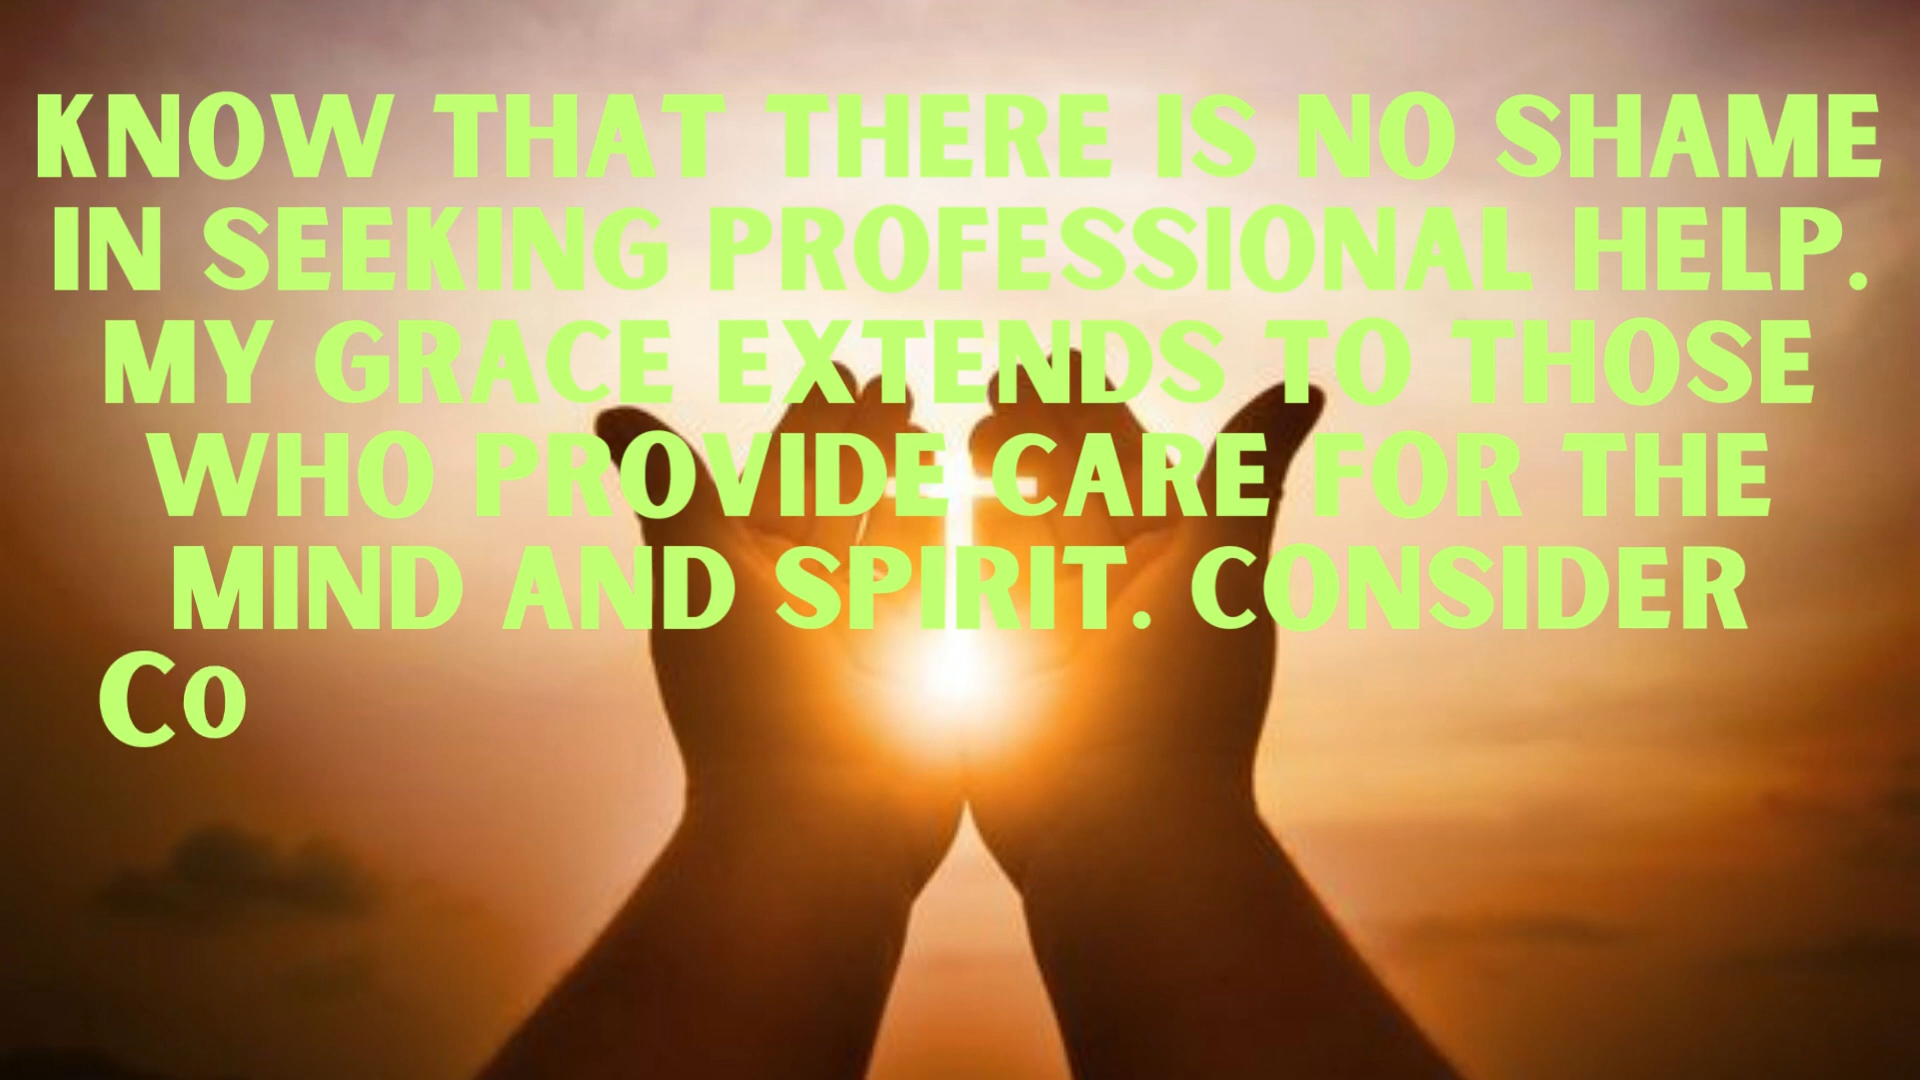 KNOW THAT THERE IS NO SHAME
IN SEEKING PROFESSIONAL HELP.
MY GRACE EXTENDS TO THOSE
WHO PROVIDE CARE FOR THE
MIND AND SPIRIT. CONSIDER
Co